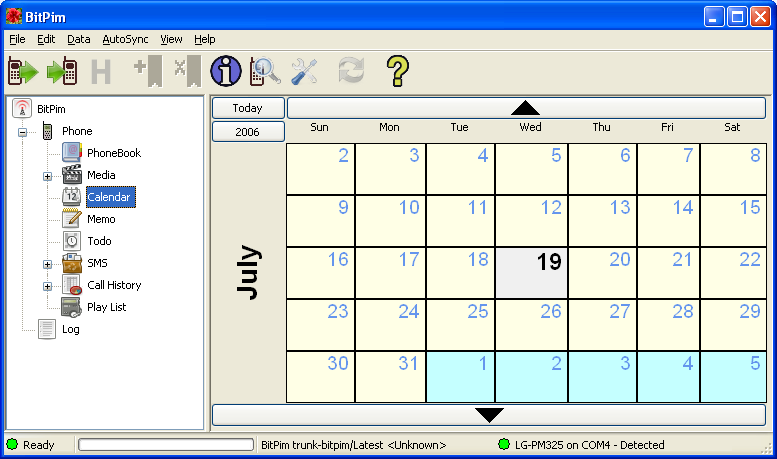 BitPim
File Edit Data AutoSync View Help
BitPim
Phone
PhoneBook
Media
12
Calendar
Memo
Todo
SMS
Call History
Play List
Log
Today
2006
July
Sun Mon Tue Wed Thu Fri Sat
2 3 4 5 6 7 8
9 10 11 12 13 14 15
16 17 18 19 20 21 22
23 24 25 26 27 28 29
30 31 1 2 3 4 5
Ready
BitPim trunk-bitpim/Latest <Unknown>
LG-PM325 on COM4 - Detected